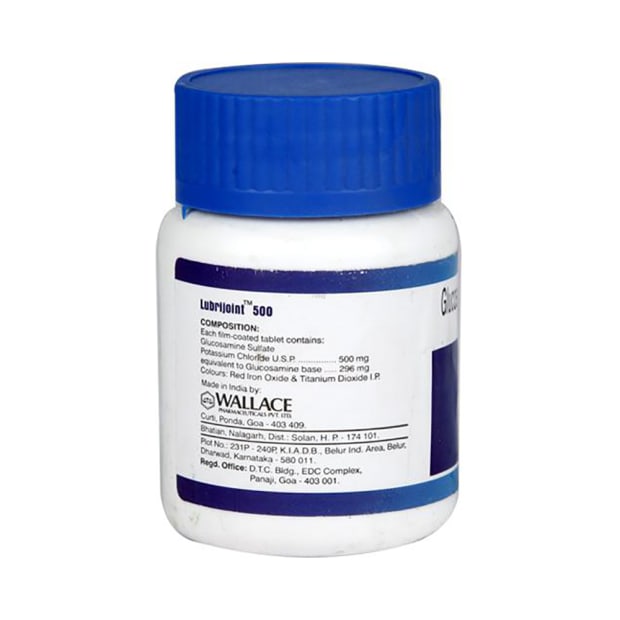 Lubrijoint™ 500
COMPOSITION:
Each film-coated tablet contains:
Glucosamine Sulfate
Potassium Chloride U.S.P. ............... 500 mg
equivalent to Glucosamine base ..... 296 mg
Colours: Red Iron Oxide & Titanium Dioxide I.P.
Made in India by:
WALLACE
PHARMACEUTICALS PVT. LTD.
Curti, Ponda, Goa - 403 409.
Bhatian, Nalagarh, Dist.: Solan, H. P. - 174 101.
Plot No.: 231P - 240P, K.I.A.D.B., Belur Ind. Area, Belur,
Dharwad, Karnataka - 580 011.
Regd. Office: D.T.C. Bldg., EDC Complex,
Panaji, Goa - 403 001.
Glucos